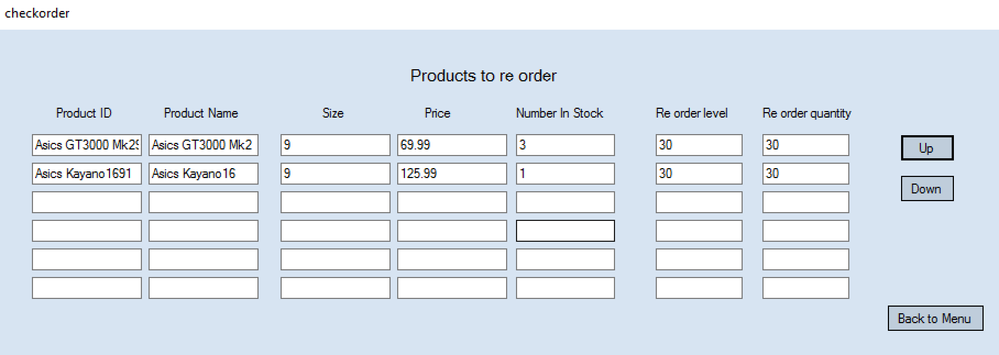 checkorder
Products to re order
Product ID Product Name Size Price Number In Stock Re order level Re order quantity
Asics GT3000 Mk2 Asics GT3000 Mk2 9 69.99 3 30 30 Up
Asics Kayano1691 Asics Kayano16 9 125.99 1 30 30
Down
Back to Menu